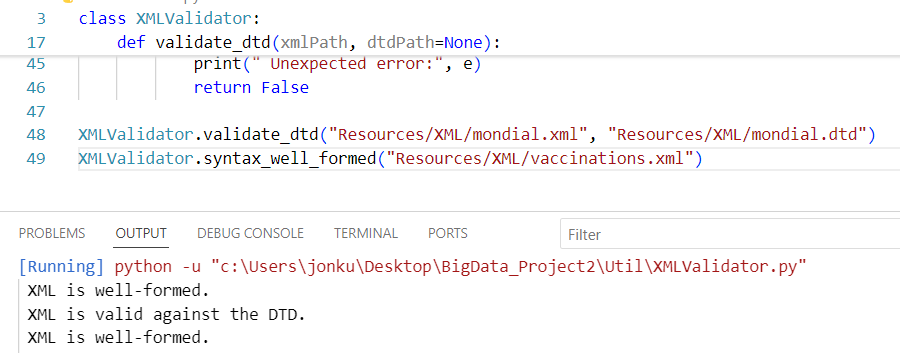 3 class XMLValidator:
17 def validate_dtd(xmlPath, dtdPath=None):
45 print(" Unexpected error:", e)
46 return False
47
48 XMLValidator.validate_dtd("Resources/XML/mondial.xml", "Resources/XML/mondial.dtd")
49 XMLValidator.syntax_well_formed("Resources/XML/vaccinations.xml")
PROBLEMS OUTPUT DEBUG CONSOLE TERMINAL PORTS Filter
[Running] python -u "c:\Users\jonku\Desktop\BigData_Project2\Util\XMLValidator.py"
XML is well-formed.
XML is valid against the DTD.
XML is well-formed.